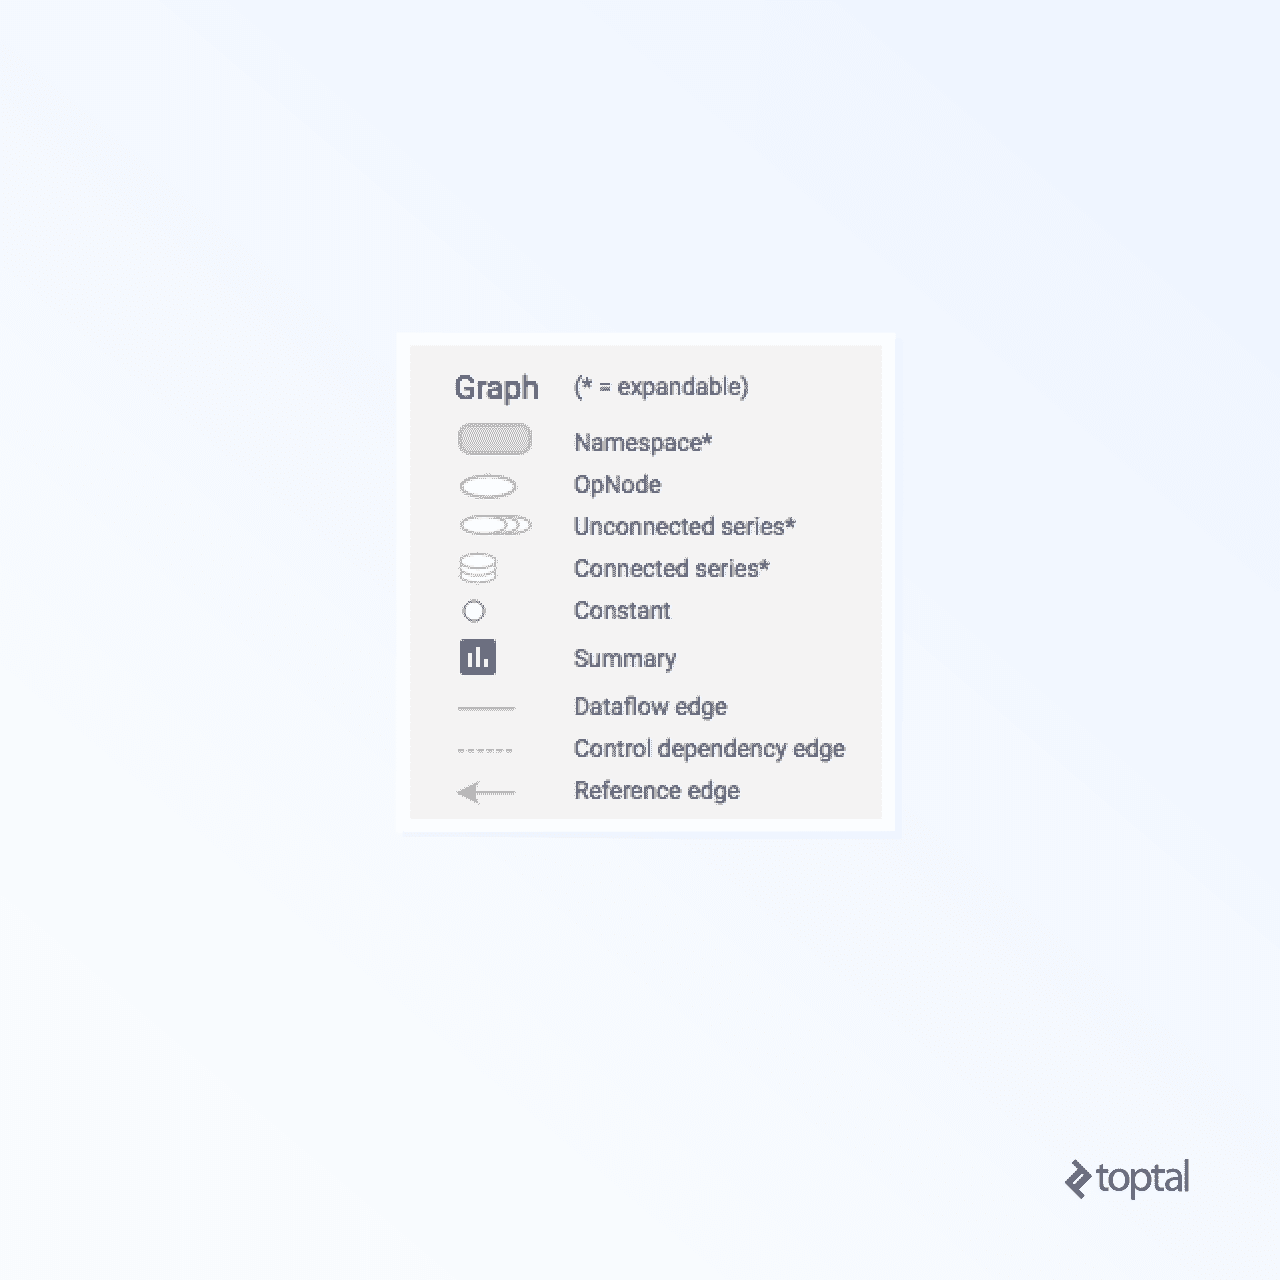 Graph (* = expandable)
Namespace*
OpNode
Unconnected series*
Connected series*
Constant
Summary
Dataflow edge
Control dependency edge
Reference edge
toptal